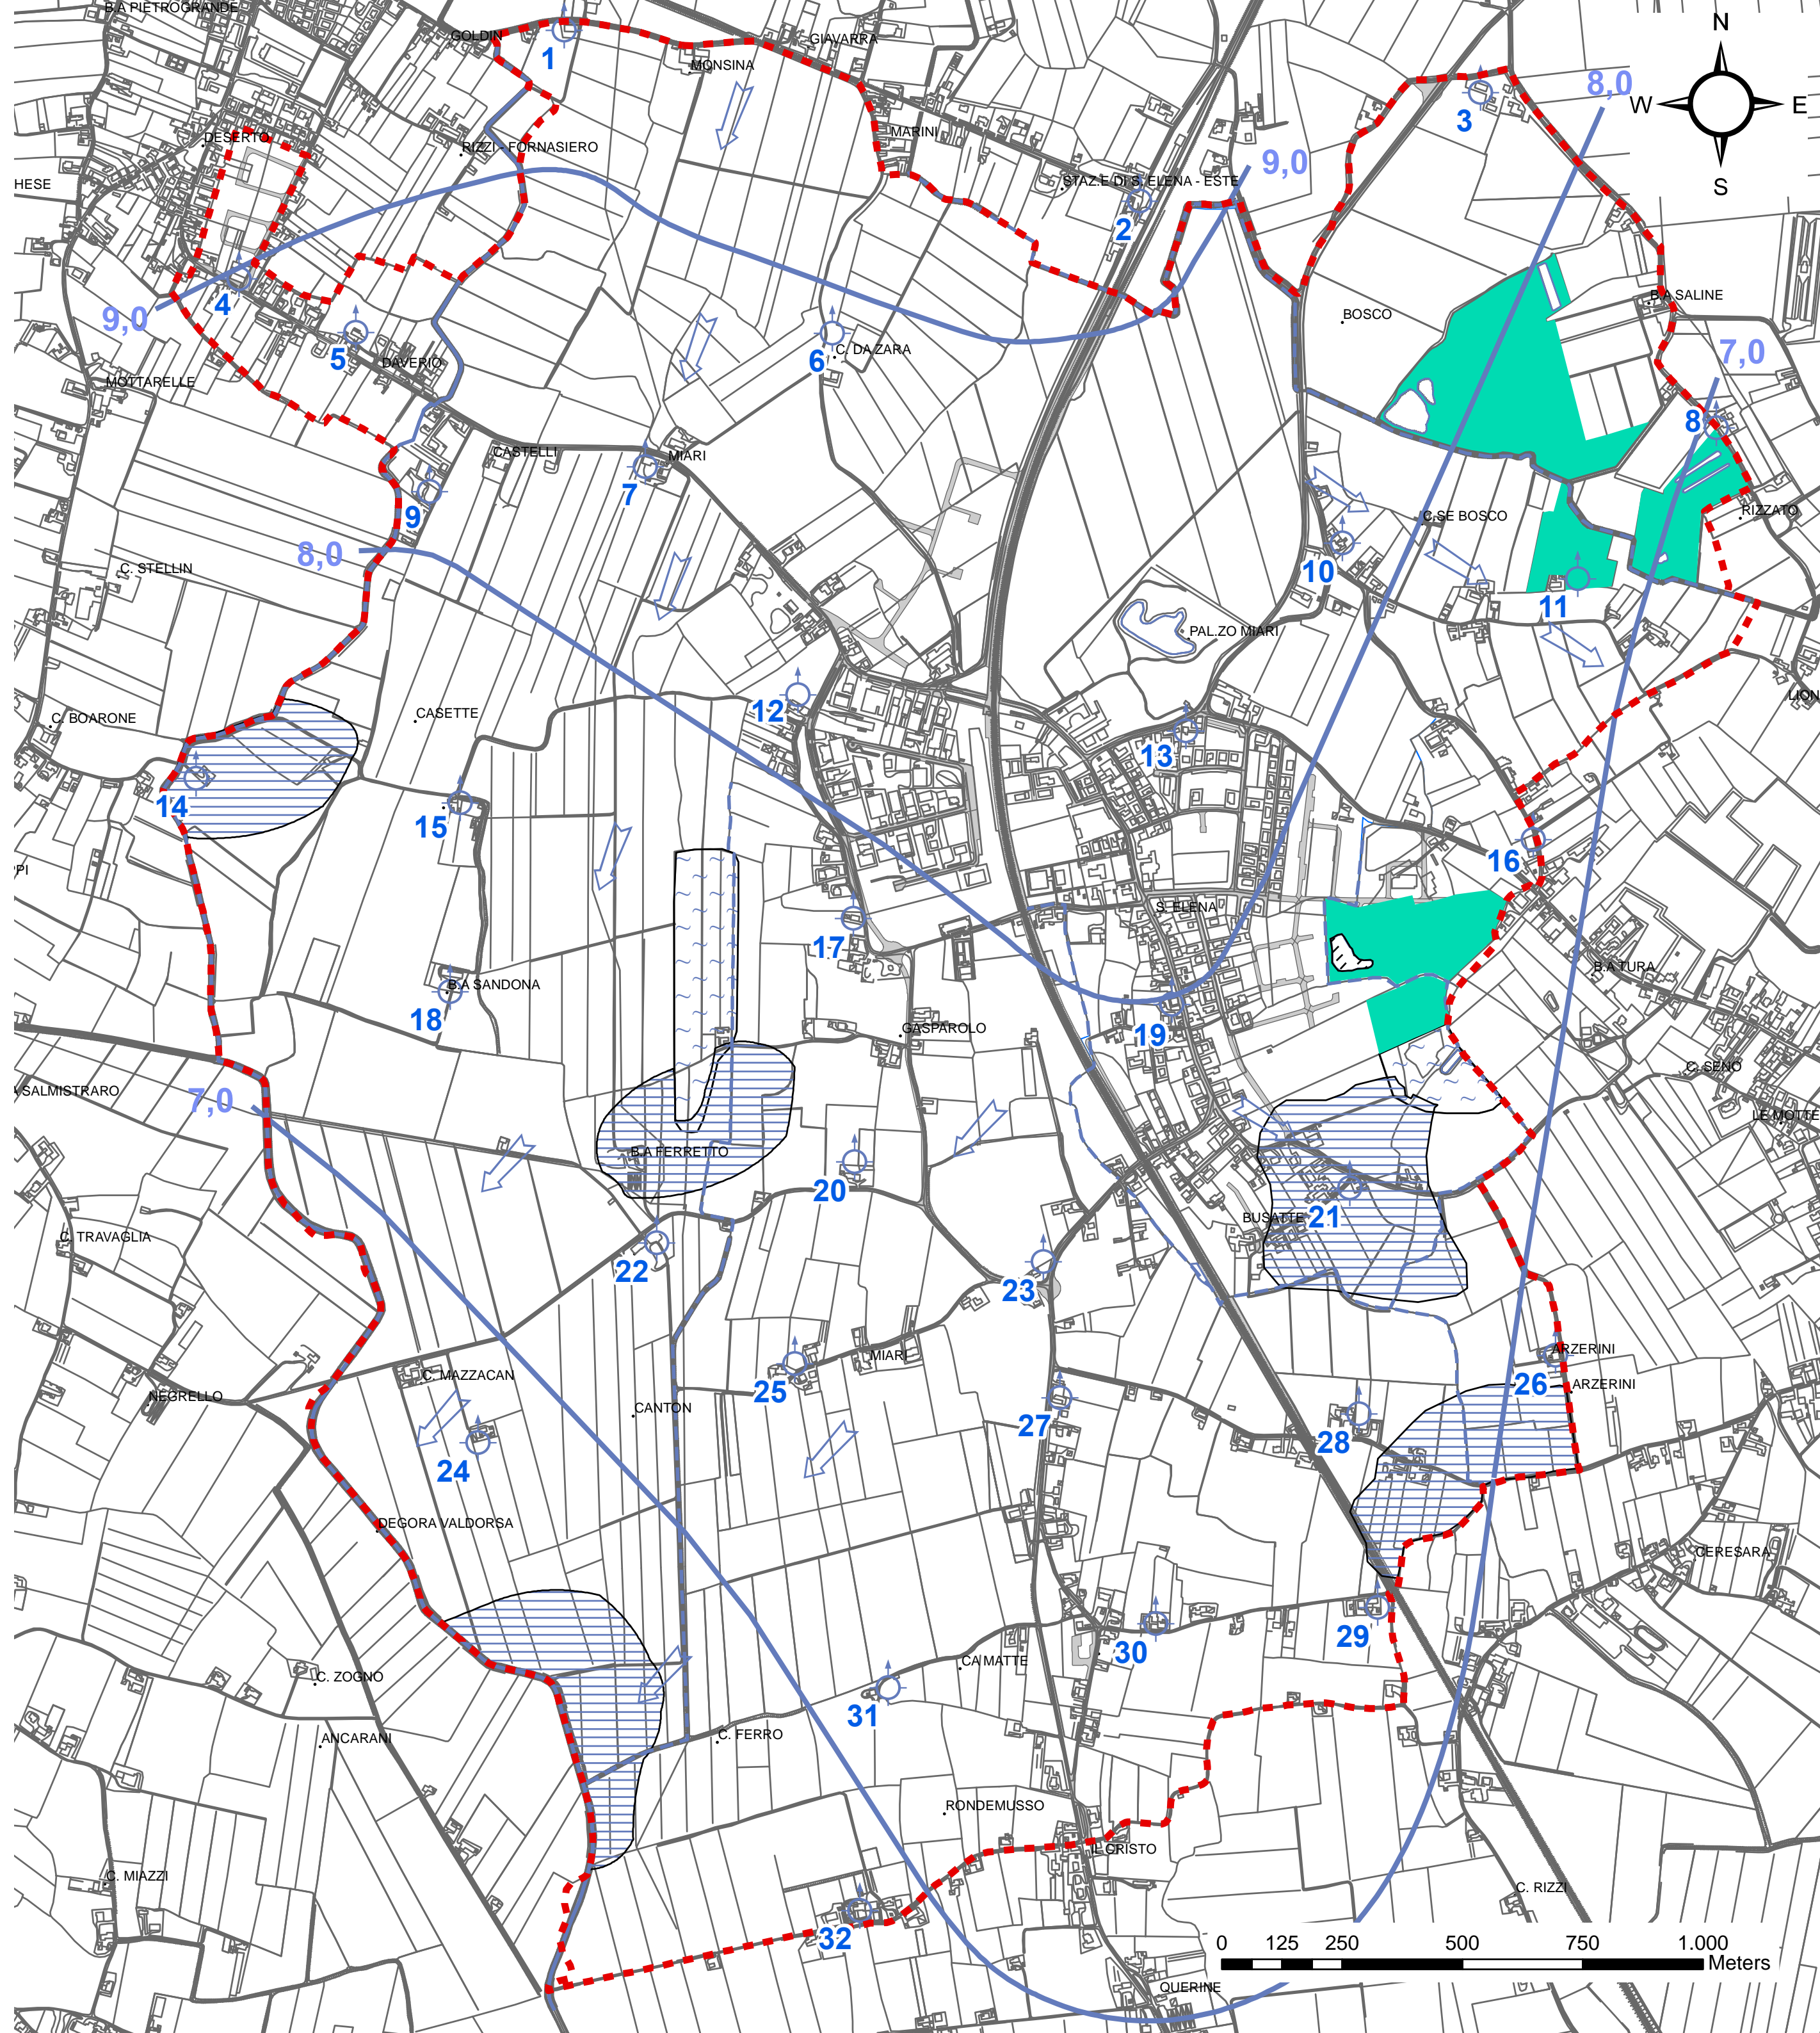 B.A PIETROGRANDE
N
GOLDIN
1
GIAVARRA
MONSINA
8,0
W
E
3
S
DESERTO
MARINI
RIZZI - FORNASIERO
9,0
HESE
STAZ.E DI S. ELENA - ESTE
2
4
9,0
B.A SALINE
BOSCO
5
DAVERIO
6
C. DA ZARA
7,0
MOTTARELLE
8
CASTELLI
MIARI
7
9
C.SE BOSCO
RIZZATO
8,0
C. STELLIN
10
11
PAL.ZO MIARI
LION
C. BOARONE
CASETTE
12
13
14
15
16
PI
S. ELENA
17
B.A TURA
B.A SANDONA
18
GASPAROLO
19
C. SENO
SALMISTRARO
7,0
LE MOTTE
B.A FERRETTO
20
BUSATTE
21
C. TRAVAGLIA
22
23
MIARI
ARZERINI
C. MAZZACAN
25
26
ARZERINI
NEGRELLO
CANTON
27
28
24
DEGORA VALDORSA
CERESARA
29
30
C. ZOGNO
CA MATTE
31
ANCARANI
C. FERRO
RONDEMUSSO
IL CRISTO
C. MIAZZI
C. RIZZI
32
0 125 250 500 750 1.000
Meters
QUERINE